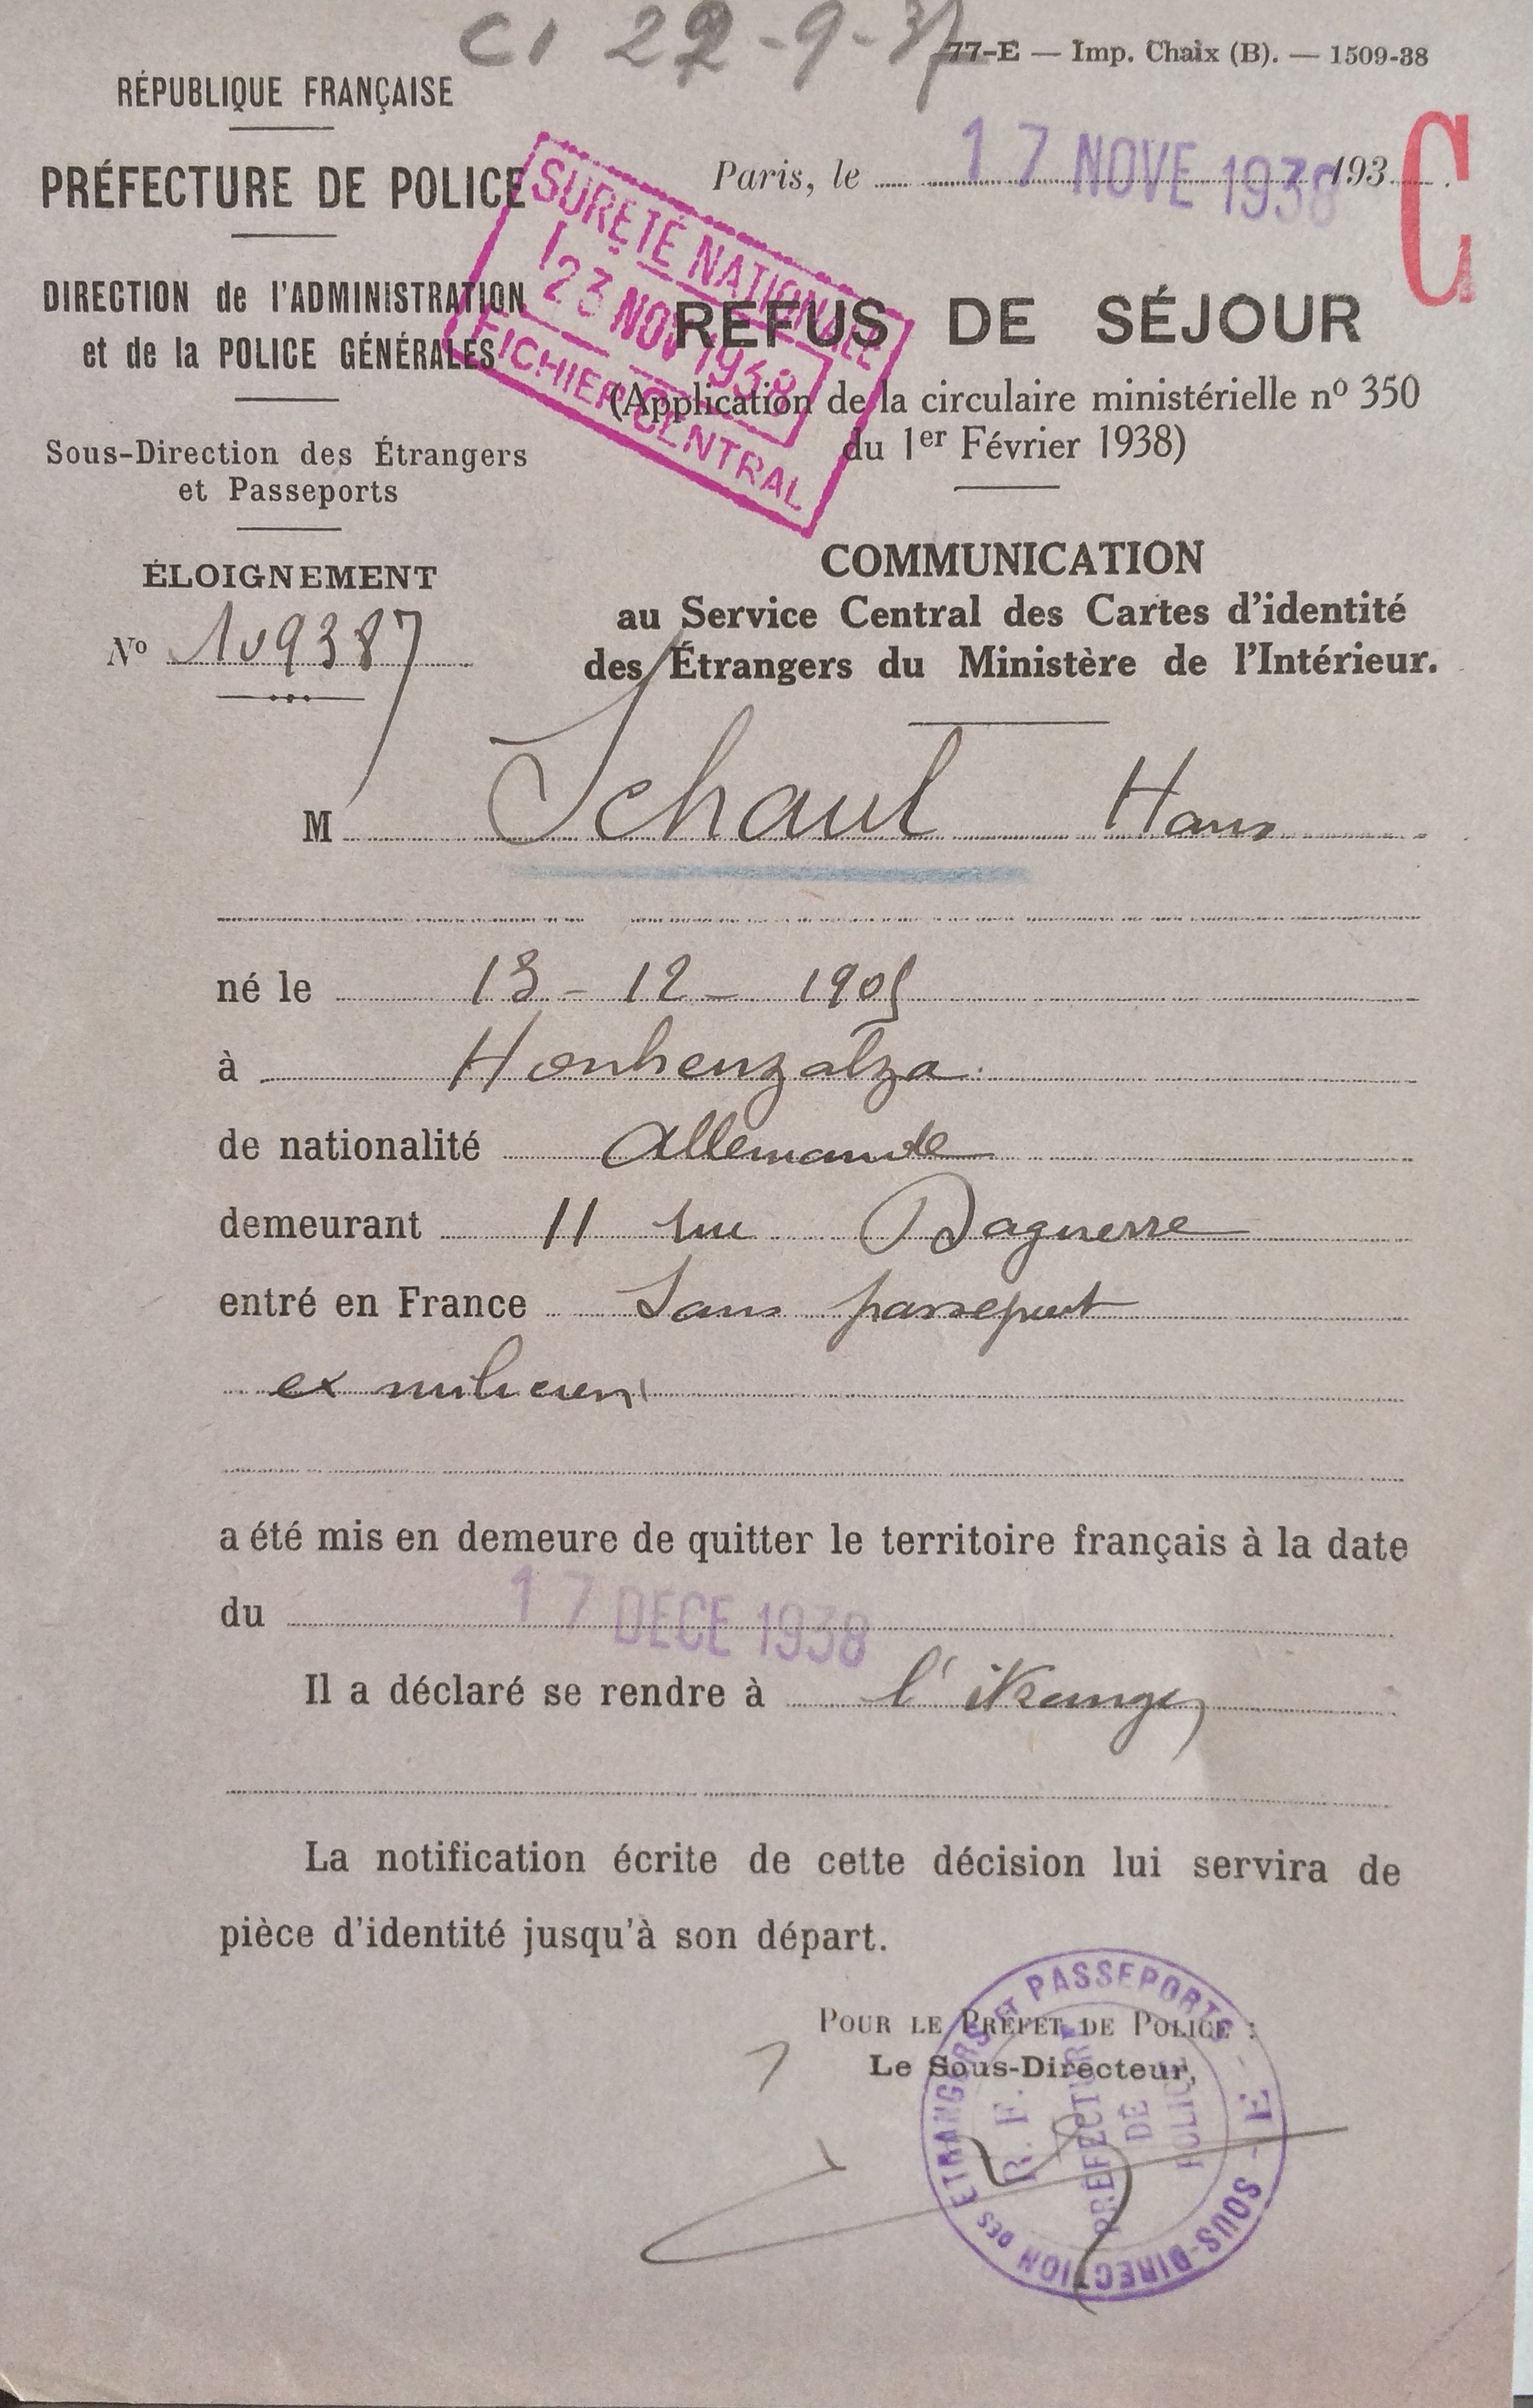 C1 22-9-37
77-E — Imp. Chaix (B). — 1509-38
RÉPUBLIQUE FRANÇAISE
PRÉFECTURE DE POLICE
DIRECTION de l'ADMINISTRATION
et de la POLICE GÉNÉRALES
Sous-Direction des Étrangers
et Passeports
ÉLOIGNEMENT
Nº 109387
Paris, le 17 NOVE 1938 193
C
SURETÉ NATIONALE
23 NOV 1938
FICHIER CENTRAL
REFUS DE SÉJOUR
(Application de la circulaire ministérielle nº 350
du 1er Février 1938)
COMMUNICATION
au Service Central des Cartes d'identité
des Étrangers du Ministère de l'Intérieur.
M Schaul Hans
né le 13 - 12 - 1905
à Honhenzalza
de nationalité Allemande
demeurant 11 rue Daguerre
entré en France Sans passeport
ex milicien
a été mis en demeure de quitter le territoire français à la date
du 17 DECE 1938
Il a déclaré se rendre à l'
La notification écrite de cette décision lui servira de
pièce d'identité jusqu'à son départ.
POUR LE PRÉFET DE POLICE :
Le Sous-Directeur,
SOUS-DIRECTION DES ETRANGERS ET PASSEPORTS - E -
R. F.
PRÉFECTURE
DE
POLICE